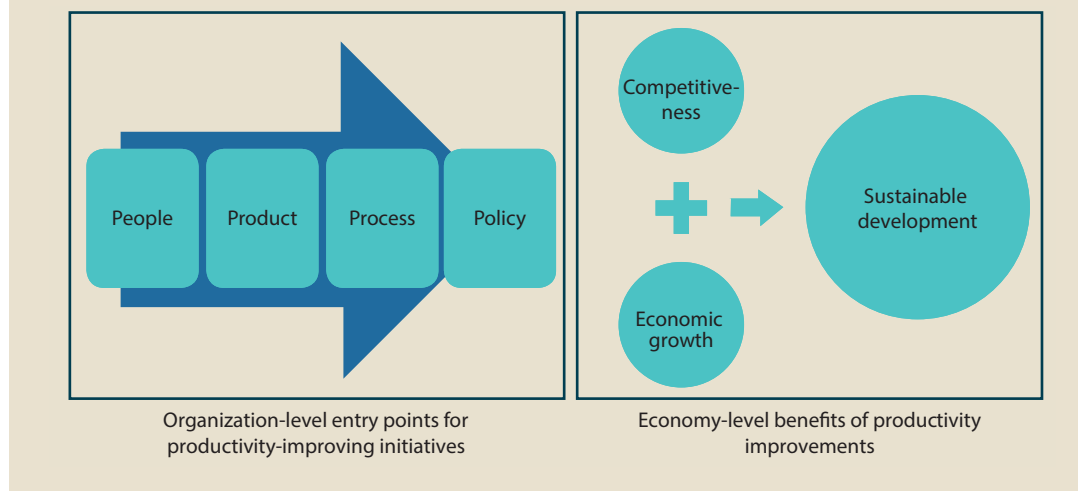 People
Product
Process
Policy
Organization-level entry points for
productivity-improving initiatives
Competitive-
ness
Economic
growth
Sustainable
development
Economy-level benefits of productivity
improvements